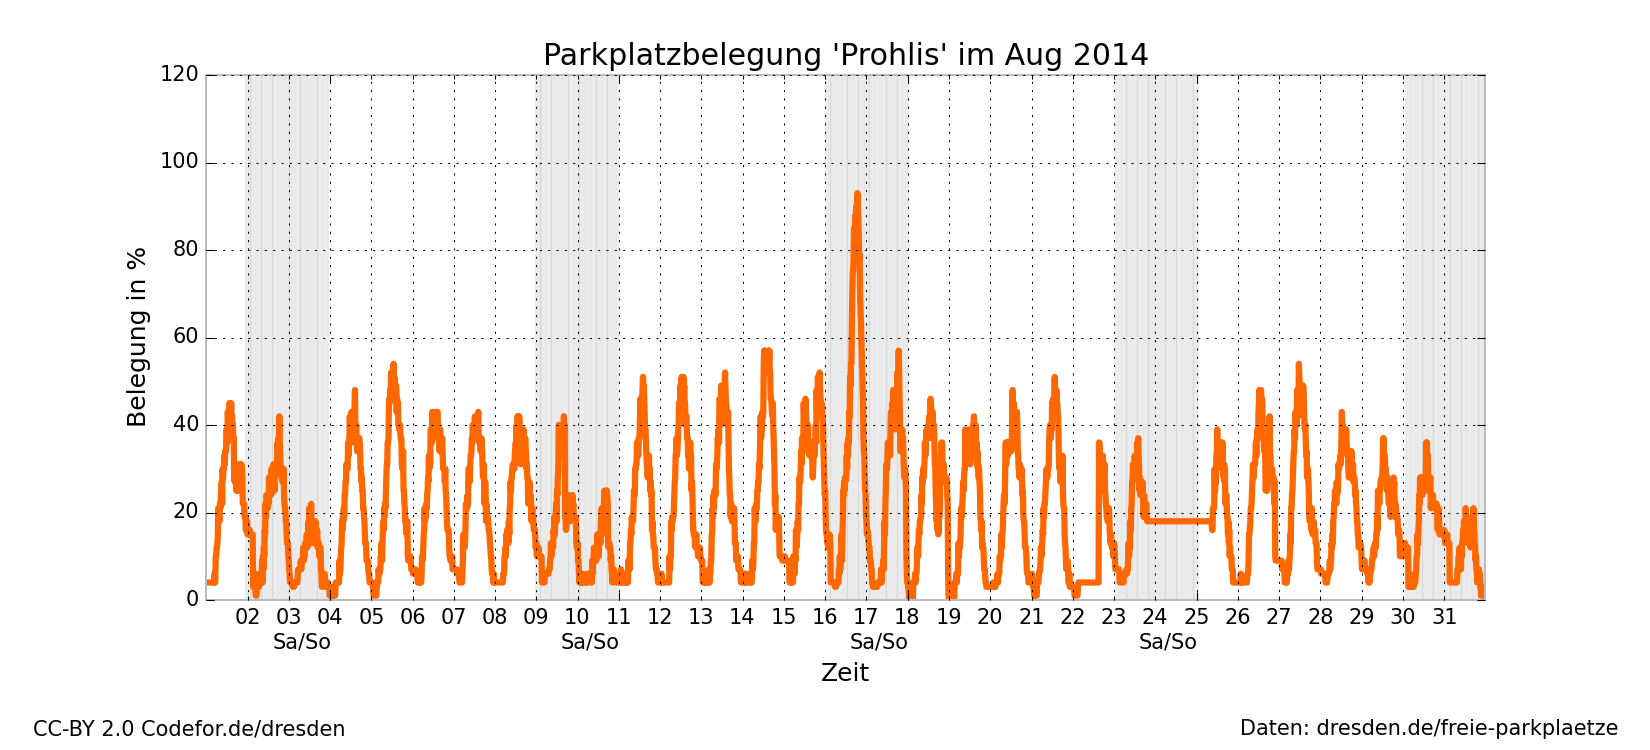 Parkplatzbelegung 'Prohlis' im Aug 2014
120
100
80
60
40
20
0
Belegung in %
02 03 04 05 06 07 08 09 10 11 12 13 14 15 16 17 18 19 20 21 22 23 24 25 26 27 28 29 30 31
Sa/So Sa/So Sa/So Sa/So
Zeit
CC-BY 2.0 Codefor.de/dresden
Daten: dresden.de/freie-parkplaetze